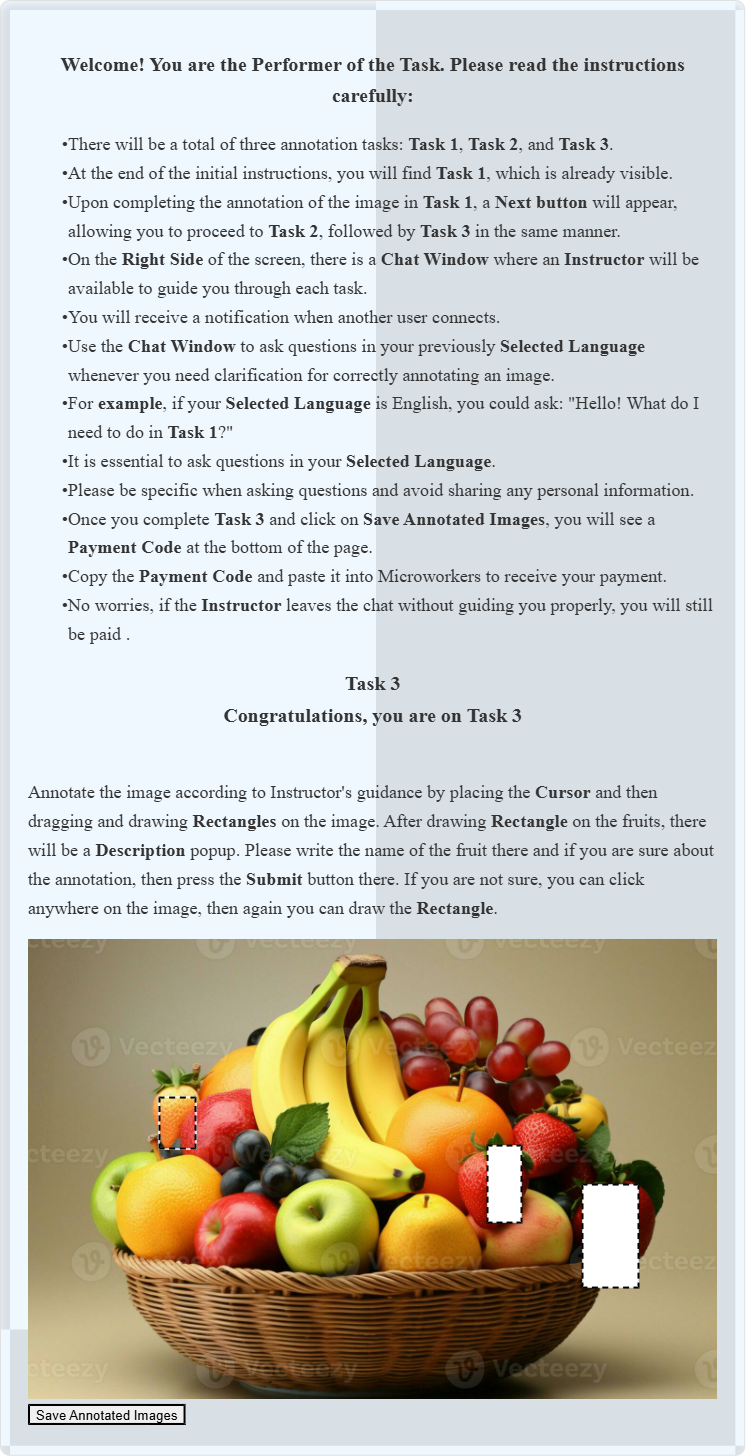 Welcome! You are the Performer of the Task. Please read the instructions
carefully:
•There will be a total of three annotation tasks: Task 1, Task 2, and Task 3.
•At the end of the initial instructions, you will find Task 1, which is already visible.
•Upon completing the annotation of the image in Task 1, a Next button will appear,
allowing you to proceed to Task 2, followed by Task 3 in the same manner.
•On the Right Side of the screen, there is a Chat Window where an Instructor will be
available to guide you through each task.
•You will receive a notification when another user connects.
•Use the Chat Window to ask questions in your previously Selected Language
whenever you need clarification for correctly annotating an image.
•For example, if your Selected Language is English, you could ask: "Hello! What do I
need to do in Task 1?"
•It is essential to ask questions in your Selected Language.
•Please be specific when asking questions and avoid sharing any personal information.
•Once you complete Task 3 and click on Save Annotated Images, you will see a
Payment Code at the bottom of the page.
•Copy the Payment Code and paste it into Microworkers to receive your payment.
•No worries, if the Instructor leaves the chat without guiding you properly, you will still
be paid .
Task 3
Congratulations, you are on Task 3
Annotate the image according to Instructor's guidance by placing the Cursor and then
dragging and drawing Rectangles on the image. After drawing Rectangle on the fruits, there
will be a Description popup. Please write the name of the fruit there and if you are sure about
the annotation, then press the Submit button there. If you are not sure, you can click
anywhere on the image, then again you can draw the Rectangle.
Vecteezy Vecteezy
Vecteezy Vecteezy
Vecteezy Vecteezy
Save Annotated Images